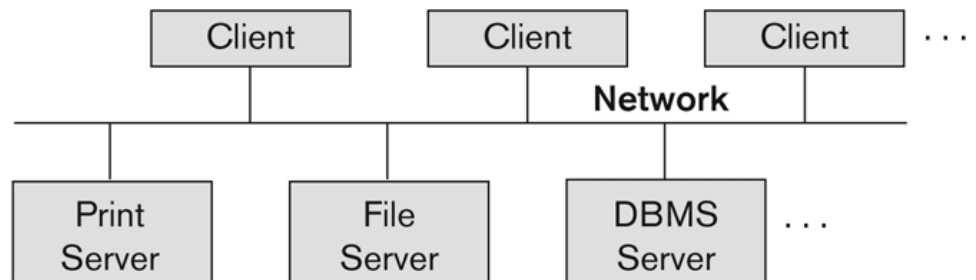 Client Client Client ...
Network
Print File DBMS ...
Server Server Server